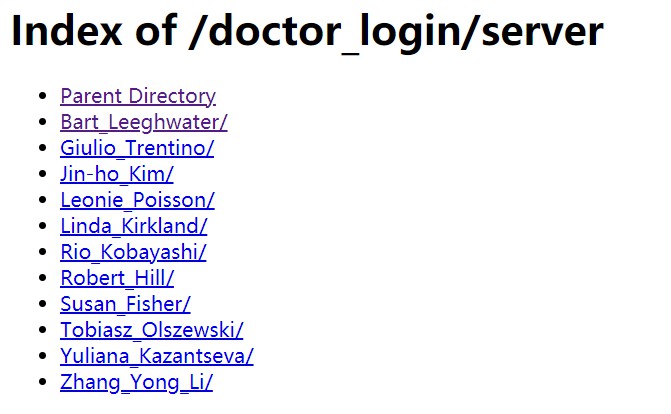 Index of /doctor_login/server
Parent Directory
Bart_Leeghwater/
Giulio_Trentino/
Jin-ho_Kim/
Leonie_Poisson/
Linda_Kirkland/
Rio_Kobayashi/
Robert_Hill/
Susan_Fisher/
Tobiasz_Olszewski/
Yuliana_Kazantseva/
Zhang_Yong_Li/